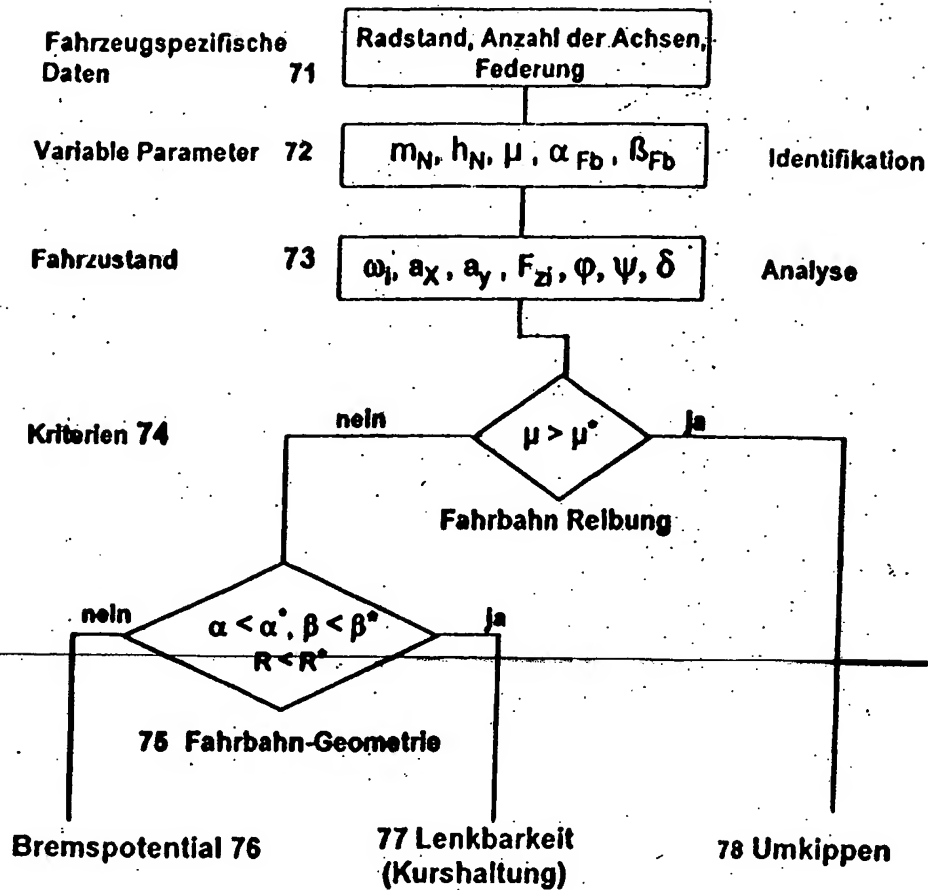 Fahrzeugspezifische
Daten 71
Radstand, Anzahl der Achsen,
Federung
Variable Parameter 72
m_N, h_N, μ, α_Fb, ß_Fb
Identifikation
Fahrzustand 73
ω_i, a_X, a_y, F_zi, φ, ψ, δ
Analyse
Kriterien 74
nein
μ > μ*
ja
Fahrbahn Reibung
nein
α < α*, β < β*
R < R*
ja
75 Fahrbahn-Geometrie
Bremspotential 76
77 Lenkbarkeit
(Kurshaltung)
78 Umkippen